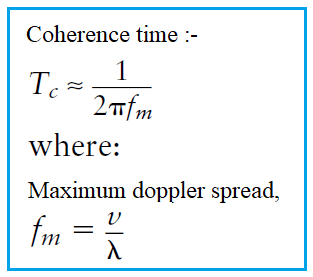 Coherence time :-
T_c ≈ 1 / 2πf_m
where:
Maximum doppler spread,
f_m = υ / λ